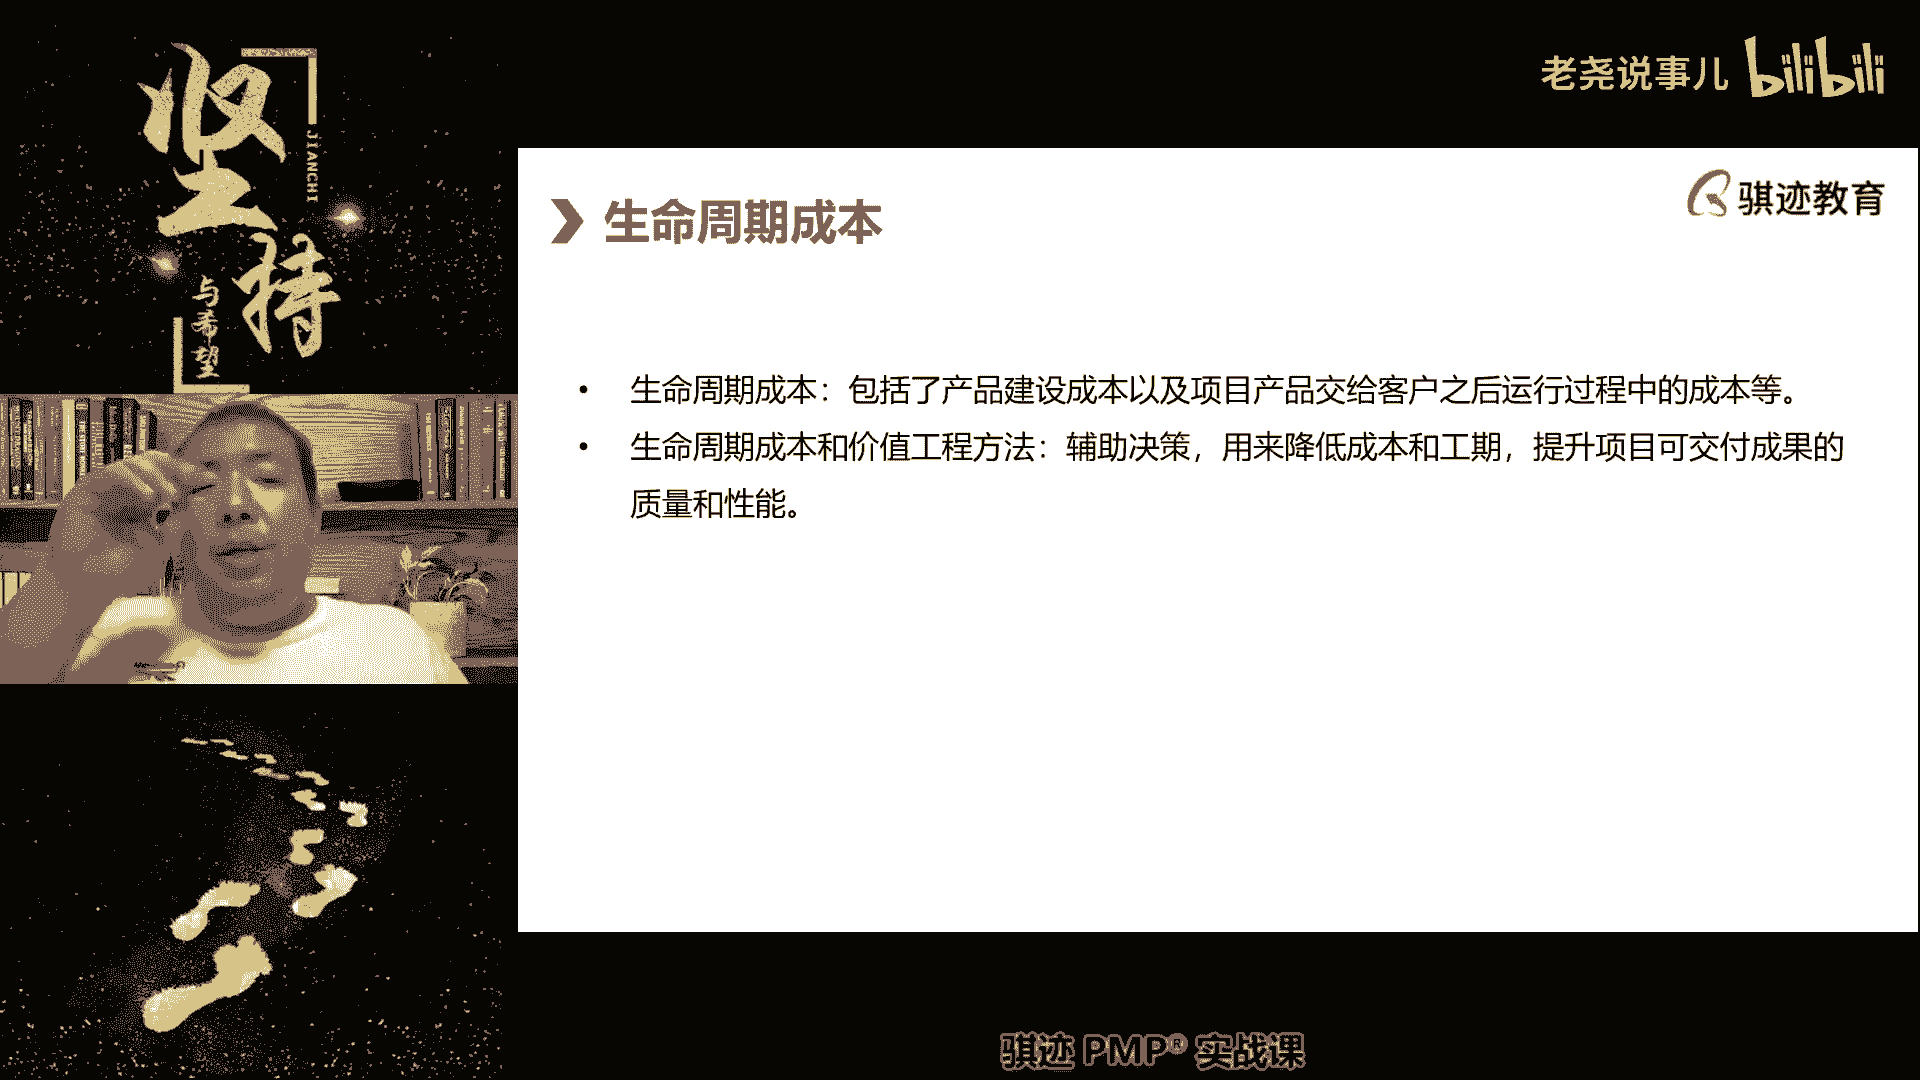 坚持
JIANCHI
与希望
老尧说事儿 bilibili
骐迹教育
生命周期成本
• 生命周期成本：包括了产品建设成本以及项目产品交给客户之后运行过程中的成本等。
• 生命周期成本和价值工程方法：辅助决策，用来降低成本和工期，提升项目可交付成果的
质量和性能。
骐迹 PMP® 实战课